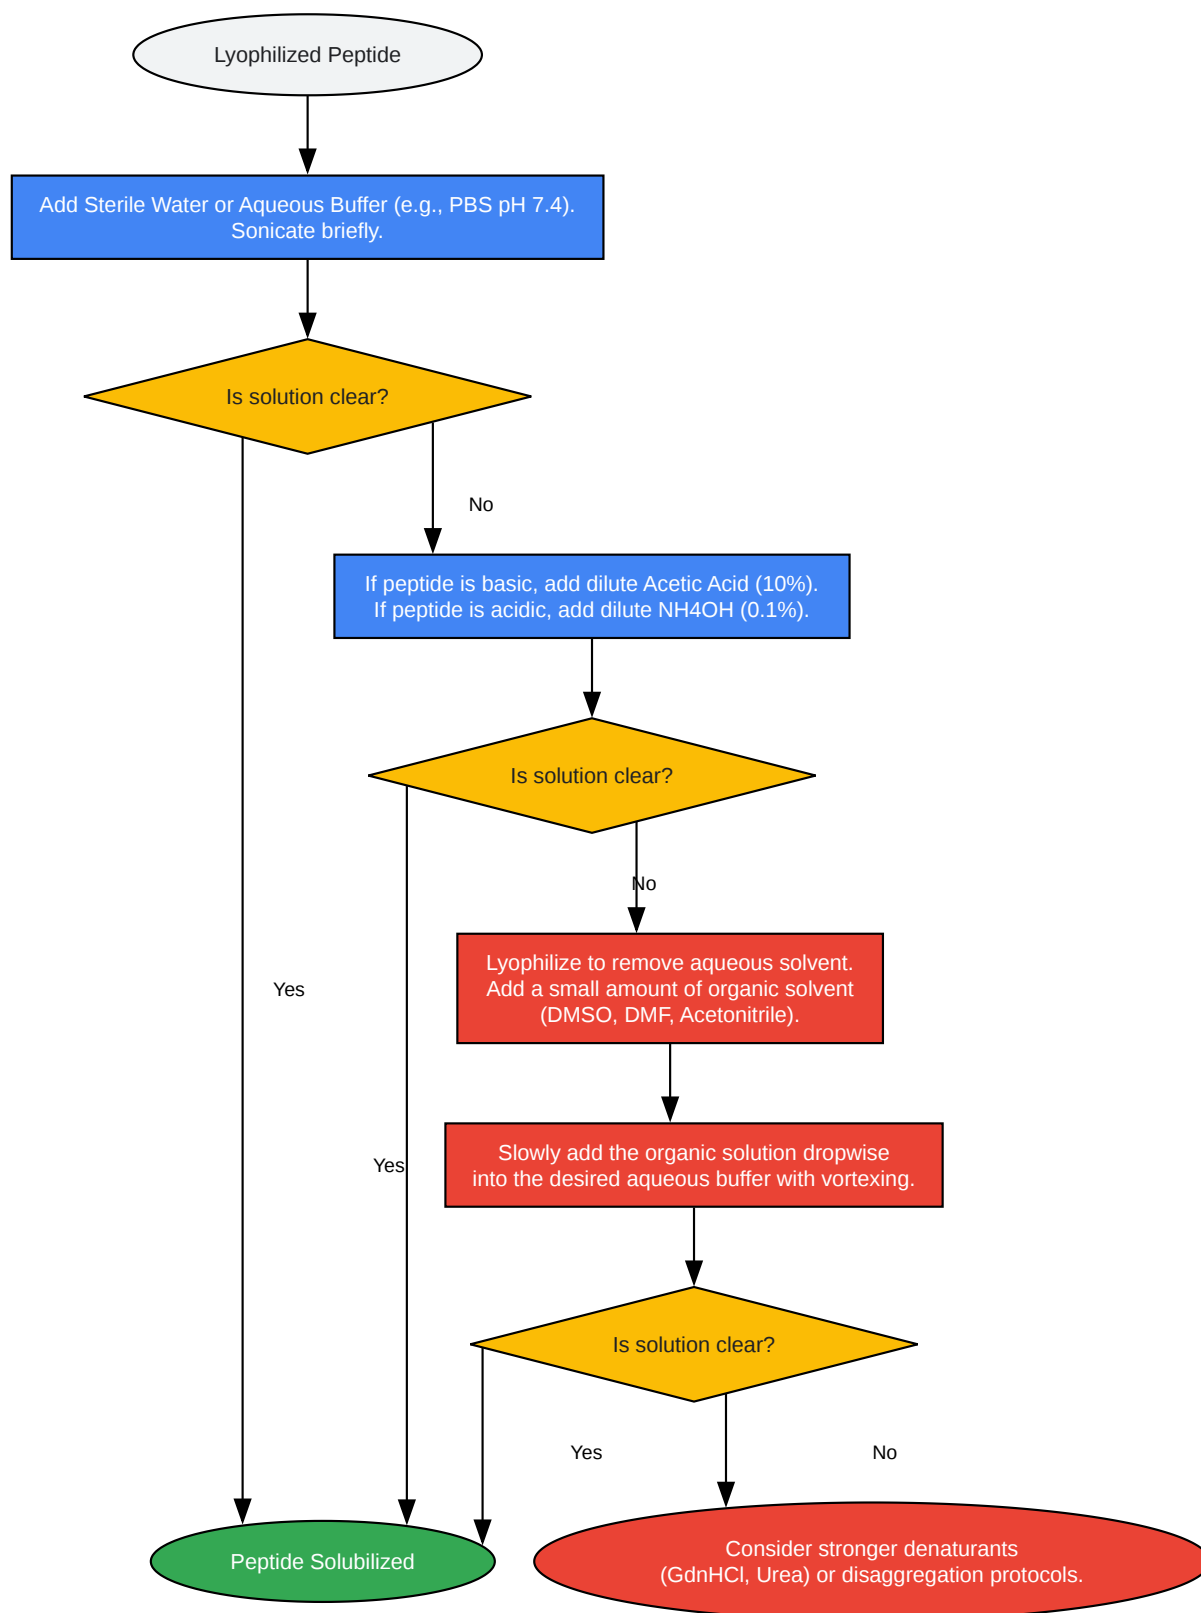 Lyophilized Peptide
Add Sterile Water or Aqueous Buffer (e.g., PBS pH 7.4).
Sonicate briefly.
Is solution clear?
No
If peptide is basic, add dilute Acetic Acid (10%).
If peptide is acidic, add dilute NH4OH (0.1%).
Is solution clear?
No
Lyophilize to remove aqueous solvent.
Add a small amount of organic solvent
(DMSO, DMF, Acetonitrile).
Yes
Slowly add the organic solution dropwise
into the desired aqueous buffer with vortexing.
Yes
Is solution clear?
Yes
No
Peptide Solubilized
Consider stronger denaturants
(GdnHCl, Urea) or disaggregation protocols.